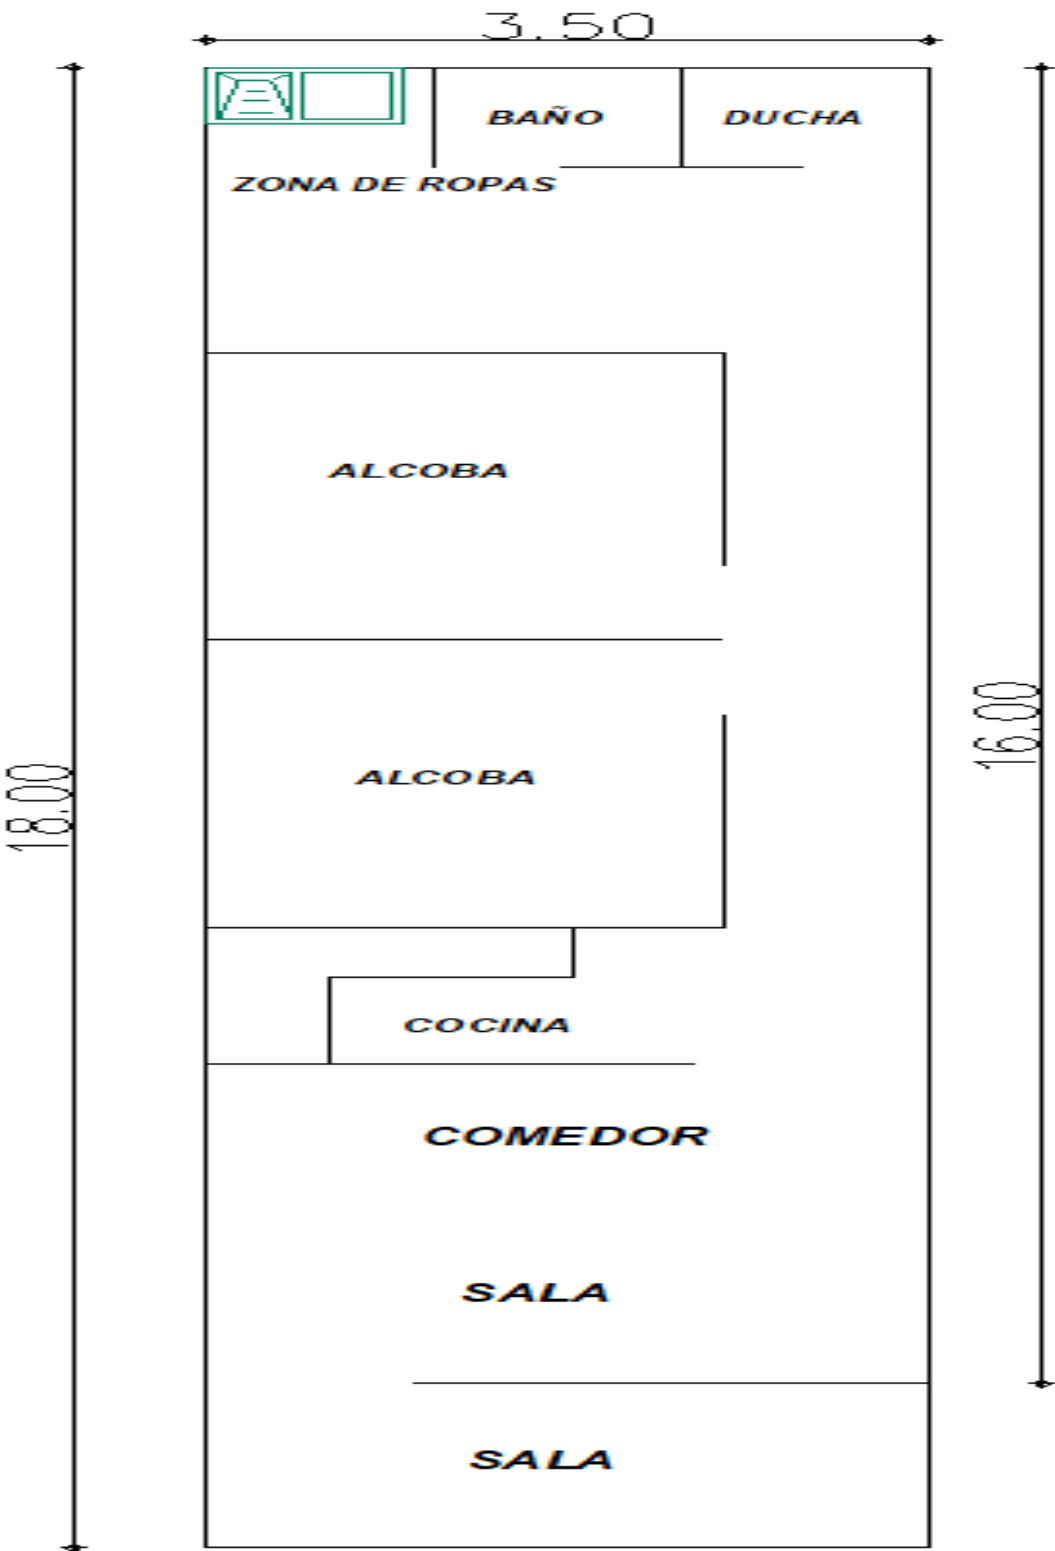 3.50
BAÑO
DUCHA
ZONA DE ROPAS
ALCOBA
16.00
18.00
ALCOBA
COCINA
COMEDOR
SALA
SALA